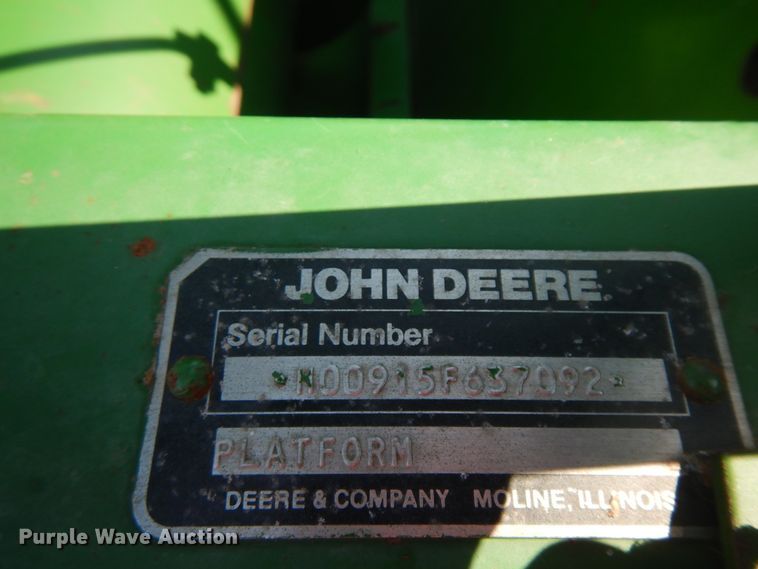 JOHN DEERE
Serial Number
*H00915F637092*
PLATFORM
DEERE & COMPANY MOLINE, ILLINOIS
Purple Wave Auction